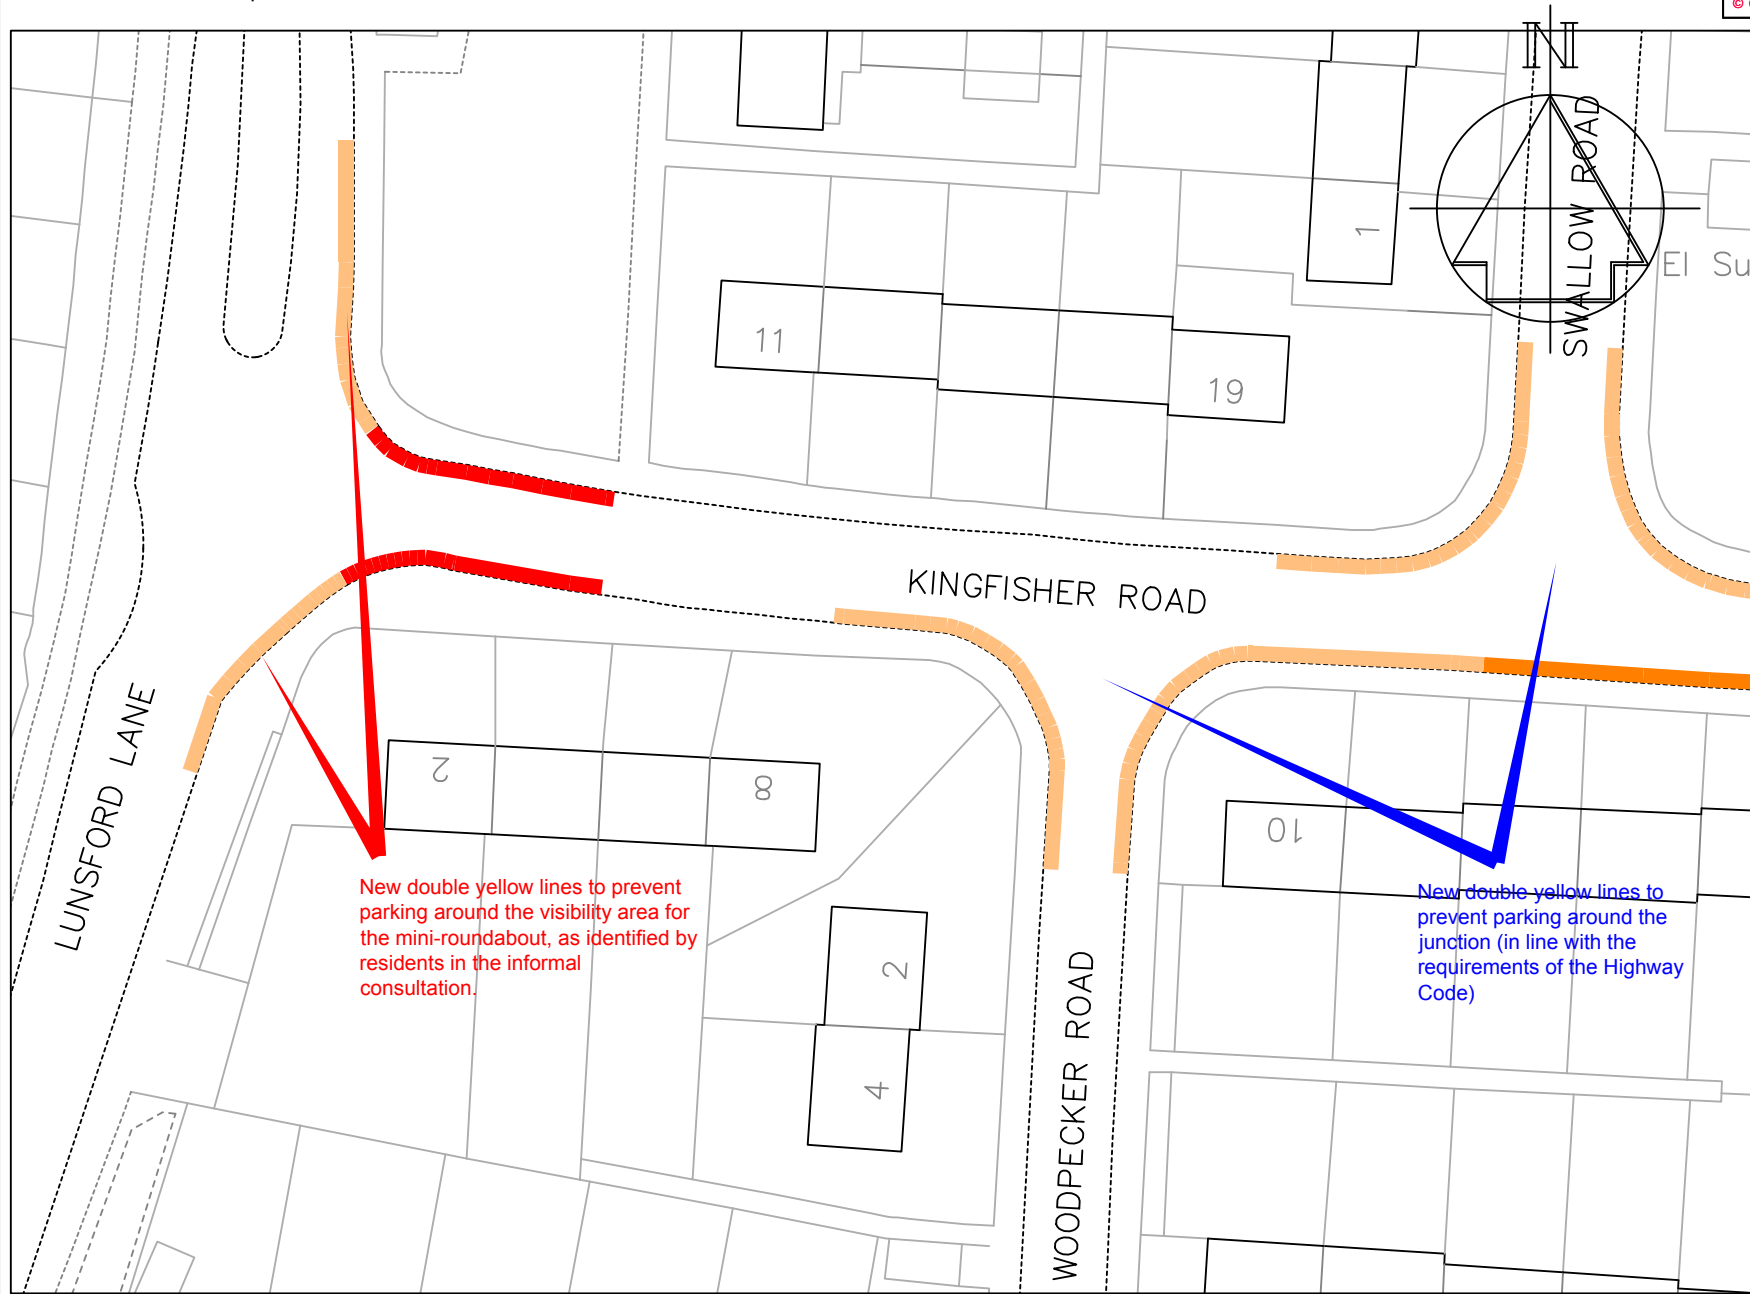 ©
N
SWALLOW ROAD
El Su
1
11
19
KINGFISHER ROAD
LUNSFORD LANE
2
8
10
New double yellow lines to prevent
parking around the visibility area for
the mini-roundabout, as identified by
residents in the informal
consultation.
New double yellow lines to
prevent parking around the
junction (in line with the
requirements of the Highway
Code)
2
4
WOODPECKER ROAD